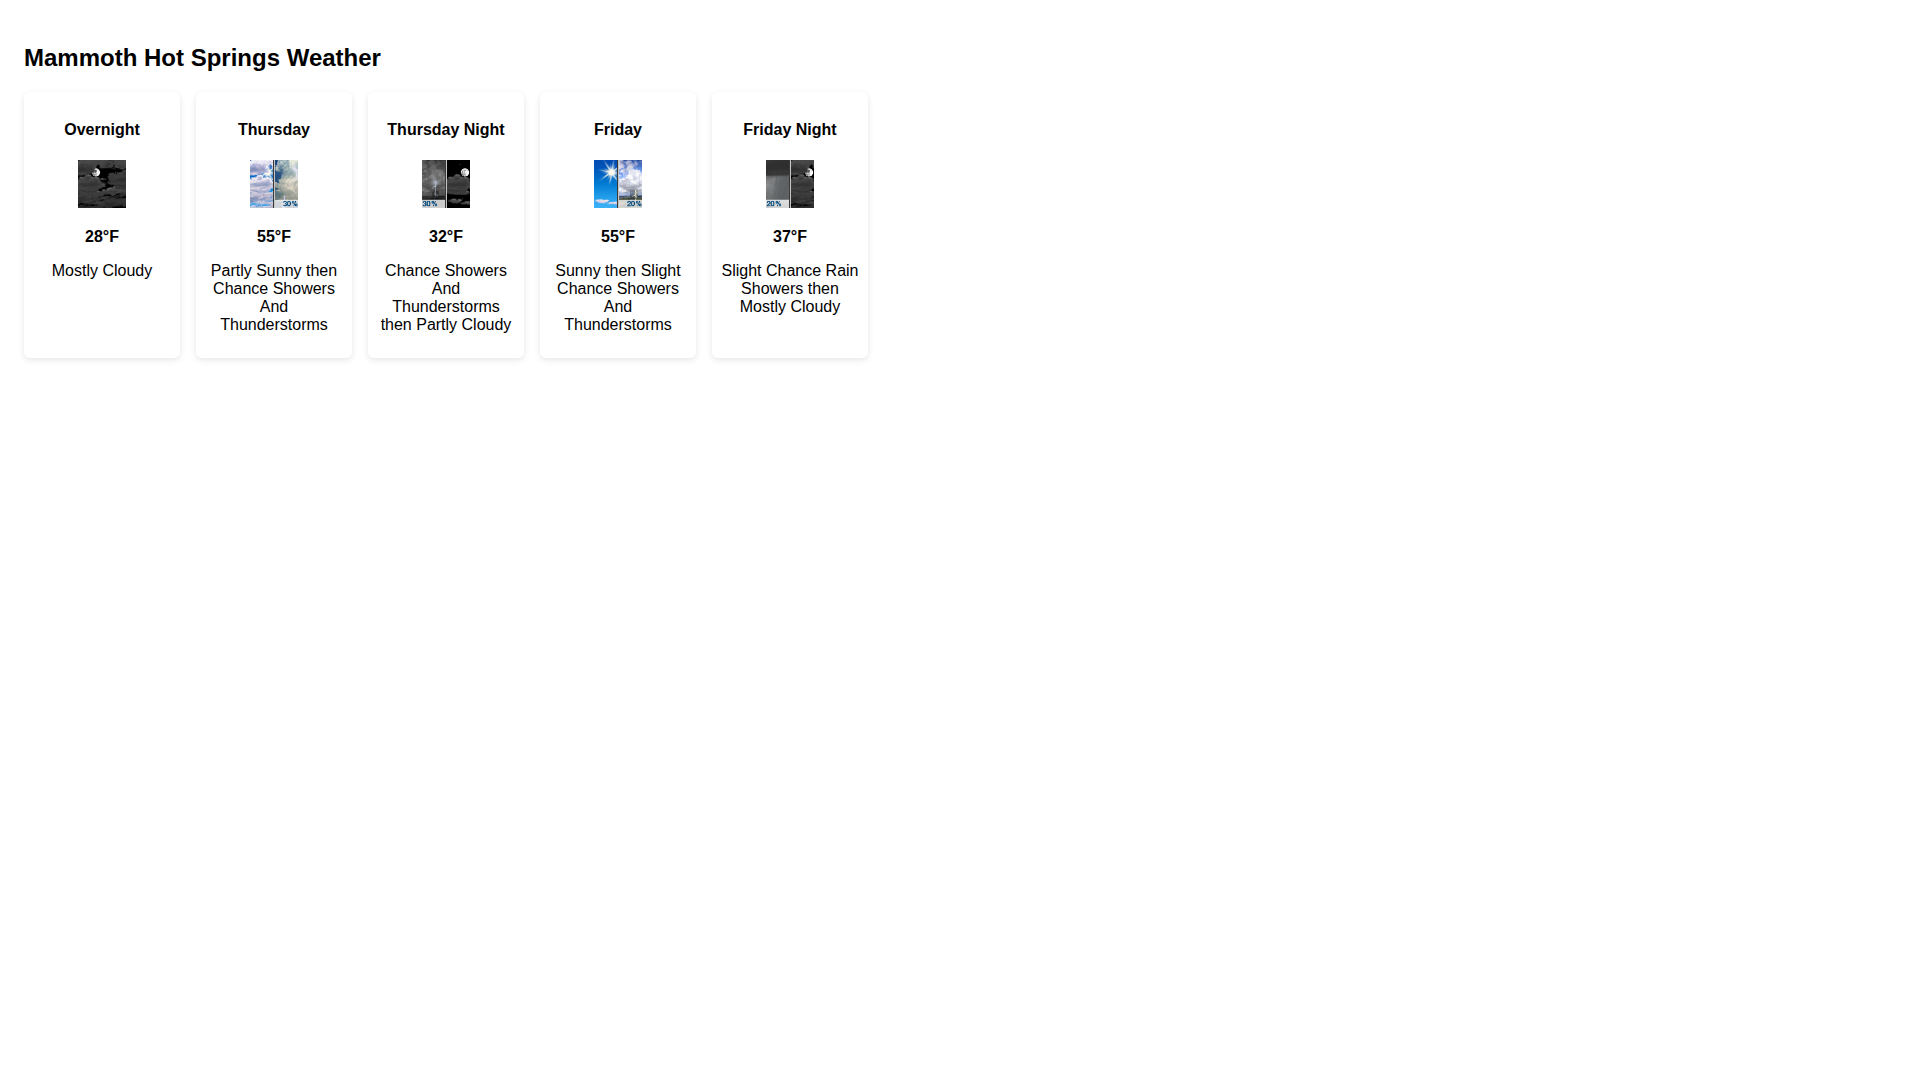 Mammoth Hot Springs Weather
Overnight
28°F
Mostly Cloudy
Thursday
30%
55°F
Partly Sunny then
Chance Showers
And
Thunderstorms
Thursday Night
30%
32°F
Chance Showers
And
Thunderstorms
then Partly Cloudy
Friday
20%
55°F
Sunny then Slight
Chance Showers
And
Thunderstorms
Friday Night
20%
37°F
Slight Chance Rain
Showers then
Mostly Cloudy